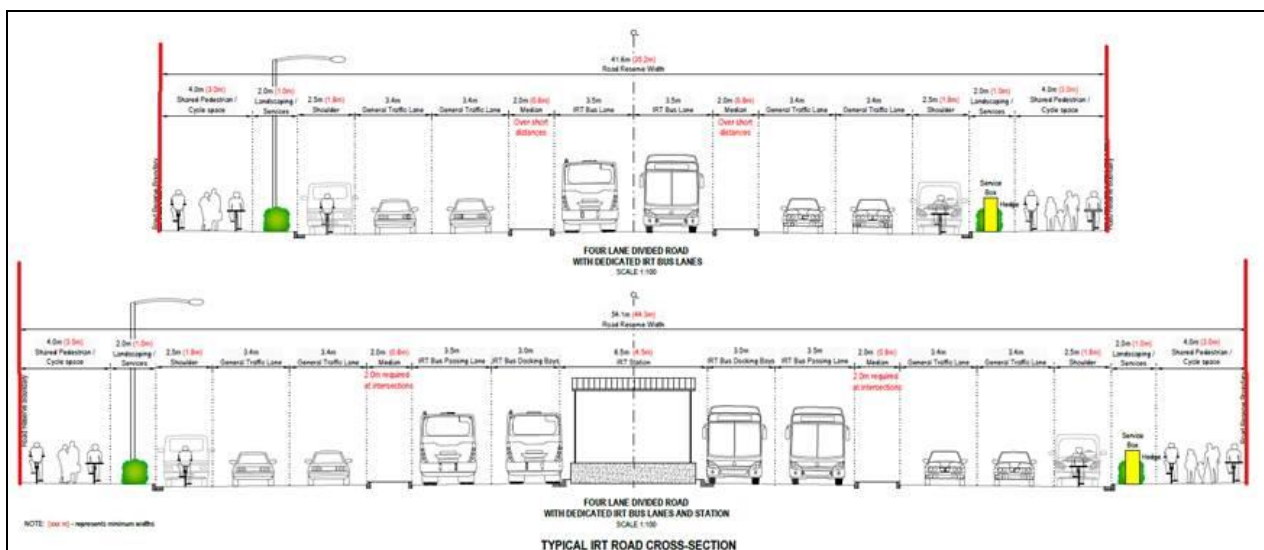 CL
41.6m
Road Reserve Width
4.0m (3.0m)
Shared Pedestrian /
Cycle space
2.0m (1.0m)
Landscaping /
Services
2.5m (1.8m)
Shoulder
3.4m
General Traffic Lane
3.4m
General Traffic Lane
2.0m (0.8m)
Median
Over short
distances
3.5m
IRT Bus Lane
3.5m
IRT Bus Lane
2.0m (0.8m)
Median
Over short
distances
3.4m
General Traffic Lane
3.4m
General Traffic Lane
2.5m (1.8m)
Shoulder
2.0m (1.0m)
Landscaping /
Services
4.0m (3.0m)
Shared Pedestrian /
Cycle space
Road Reserve Boundary
Service
Box
Hedge
FOUR LANE DIVIDED ROAD
WITH DEDICATED IRT BUS LANES
SCALE 1:100
CL
54.1m (44.3m)
Road Reserve Width
4.0m (3.0m)
Shared Pedestrian /
Cycle space
2.0m (1.0m)
Landscaping /
Services
2.5m (1.8m)
Shoulder
3.4m
General Traffic Lane
3.4m
General Traffic Lane
2.0m (0.8m)
Median
2.0m required
at intersections
3.5m
IRT Bus Passing Lane
3.0m
IRT Bus Docking Bays
6.5m (4.5m)
IRT Station
3.0m
IRT Bus Docking Bays
3.5m
IRT Bus Passing Lane
2.0m (0.8m)
Median
2.0m required
at intersections
3.4m
General Traffic Lane
3.4m
General Traffic Lane
2.5m (1.8m)
Shoulder
2.0m (1.0m)
Landscaping /
Services
4.0m (3.0m)
Shared Pedestrian /
Cycle space
Road Reserve Boundary
Service
Box
Hedge
Road Reserve Boundary
FOUR LANE DIVIDED ROAD
WITH DEDICATED IRT BUS LANES AND STATION
SCALE 1:100
NOTE: (xxx m) - represents minimum widths
TYPICAL IRT ROAD CROSS-SECTION